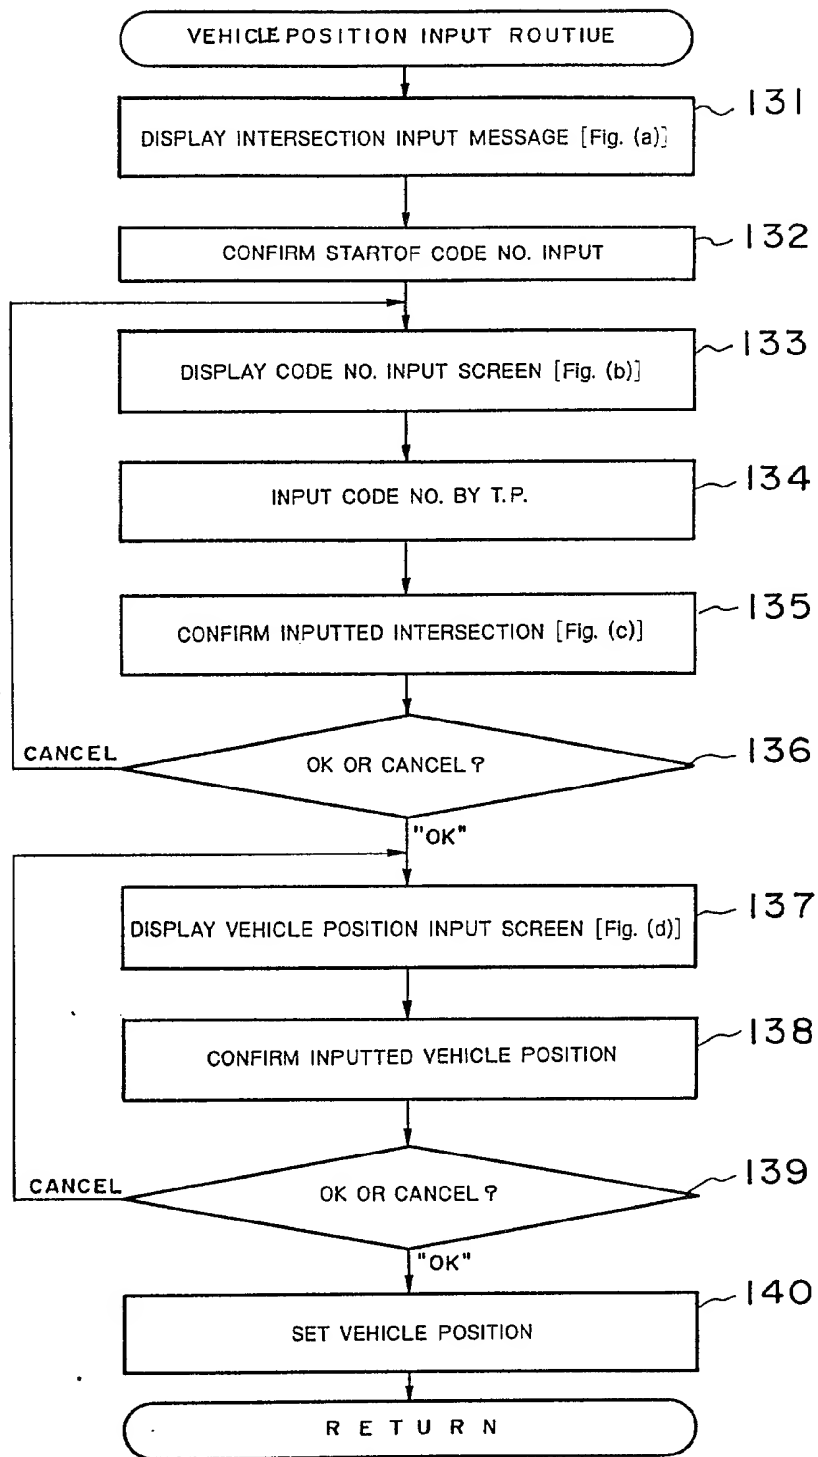 VEHICLE POSITION INPUT ROUTIUE
131
DISPLAY INTERSECTION INPUT MESSAGE [Fig. (a)]
132
CONFIRM STARTOF CODE NO. INPUT
133
DISPLAY CODE NO. INPUT SCREEN [Fig. (b)]
134
INPUT CODE NO. BY T.P.
135
CONFIRM INPUTTED INTERSECTION [Fig. (c)]
136
CANCEL
OK OR CANCEL?
"OK"
137
DISPLAY VEHICLE POSITION INPUT SCREEN [Fig. (d)]
138
CONFIRM INPUTTED VEHICLE POSITION
139
CANCEL
OK OR CANCEL?
"OK"
140
SET VEHICLE POSITION
RETURN